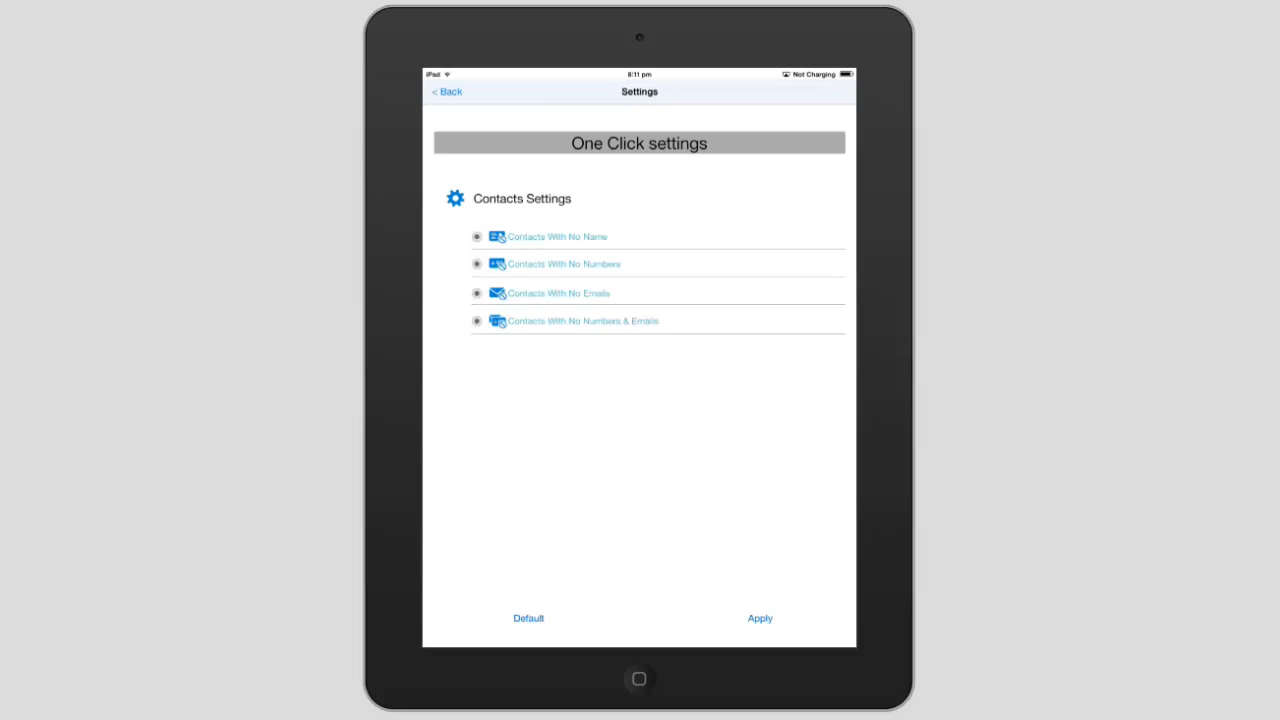 iPad 8:11 pm Not Charging
< Back Settings
One Click settings
Contacts Settings
Contacts With No Name
Contacts With No Numbers
Contacts With No Emails
Contacts With No Numbers & Emails
Default Apply